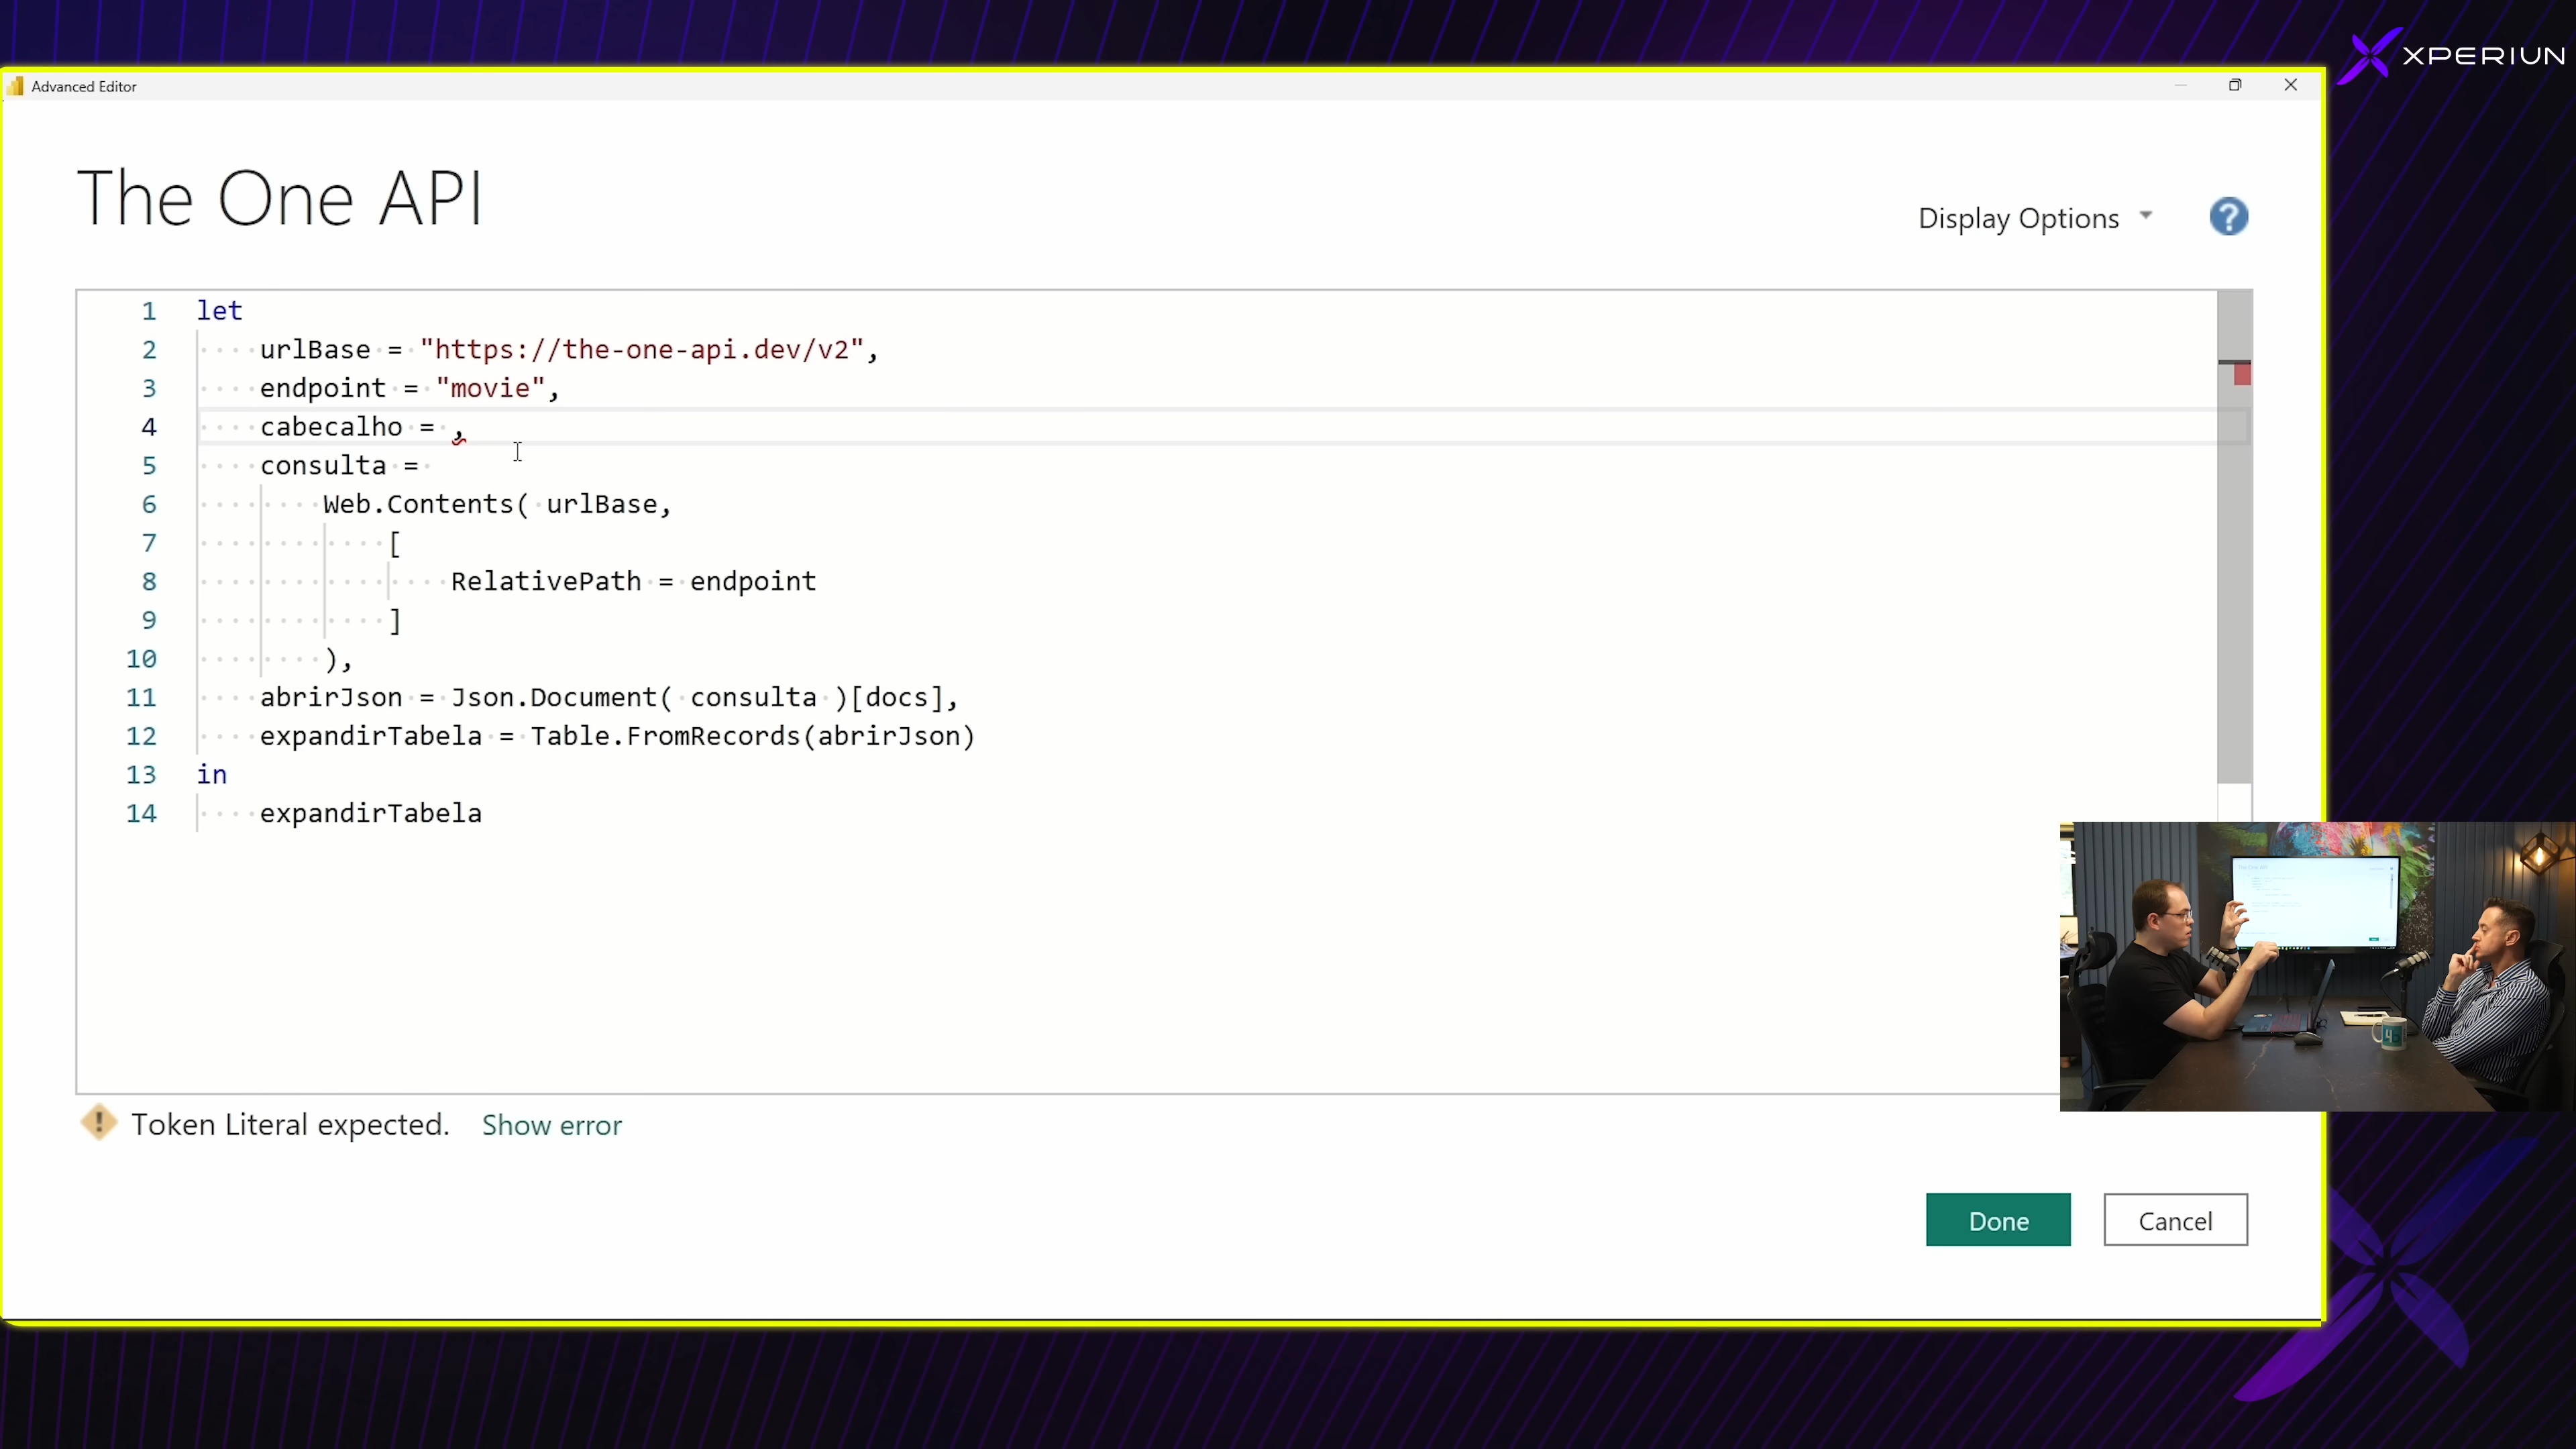 XPERIUN
Advanced Editor
The One API
Display Options
?
1 let
2 urlBase = "https://the-one-api.dev/v2",
3 endpoint = "movie",
4 cabecalho = ,
5 consulta =
6 Web.Contents( urlBase,
7 [
8 RelativePath = endpoint
9 ]
10 ),
11 abrirJson = Json.Document( consulta )[docs],
12 expandirTabela = Table.FromRecords(abrirJson)
13 in
14 expandirTabela
Token Literal expected. Show error
Done Cancel